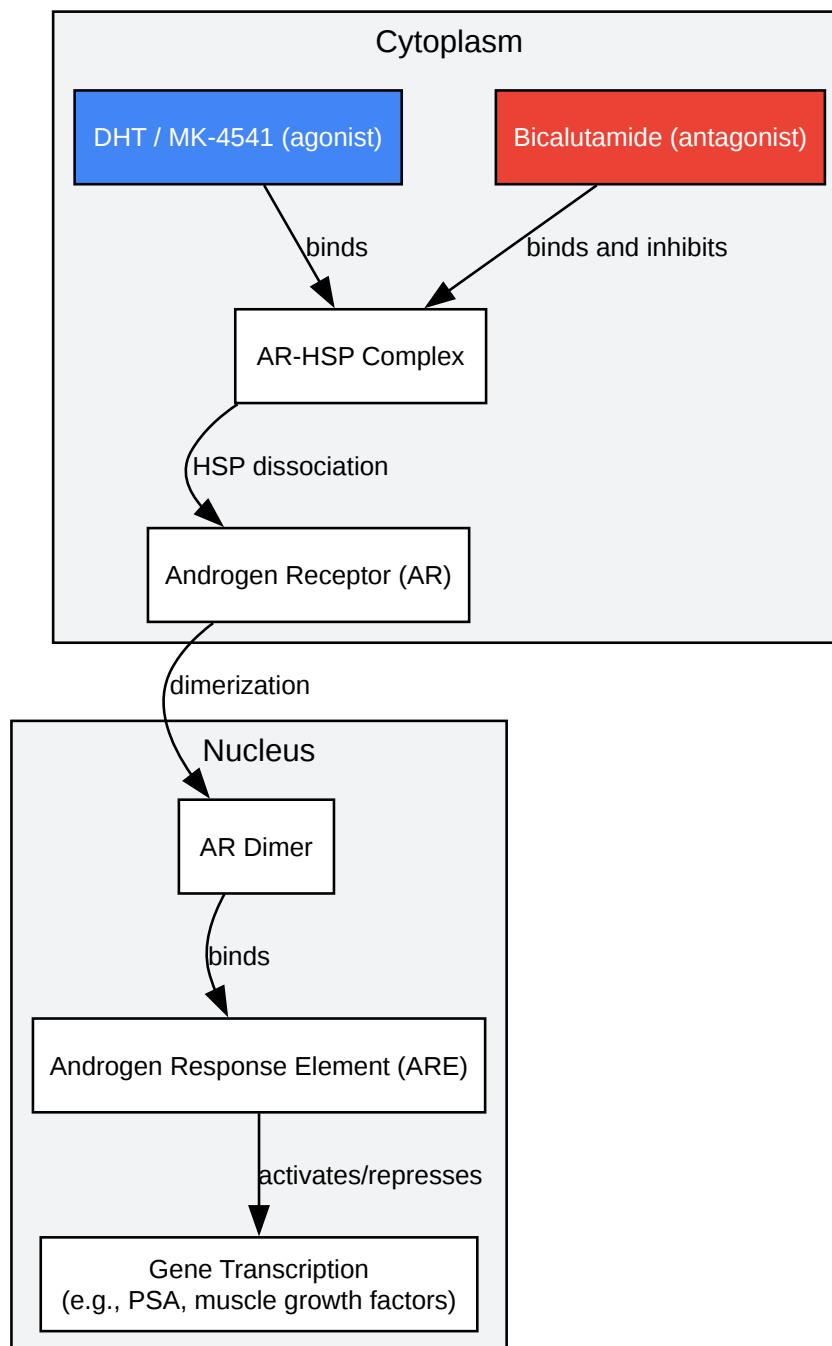 Cytoplasm
DHT / MK-4541 (agonist)
Bicalutamide (antagonist)
binds
binds and inhibits
AR-HSP Complex
HSP dissociation
Androgen Receptor (AR)
dimerization
Nucleus
AR Dimer
binds
Androgen Response Element (ARE)
activates/represses
Gene Transcription
(e.g., PSA, muscle growth factors)